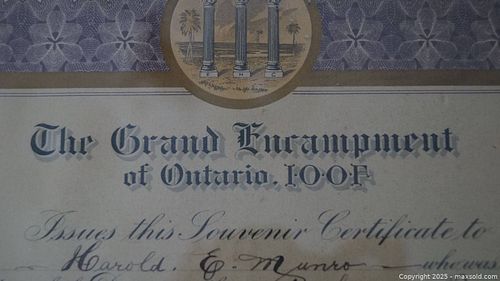 The Grand Encampment
of Ontario, I·O·O·F
Issues this Souvenir Certificate to
Harold. E. Munro who was
Copyright © 2025 - maxsold.com